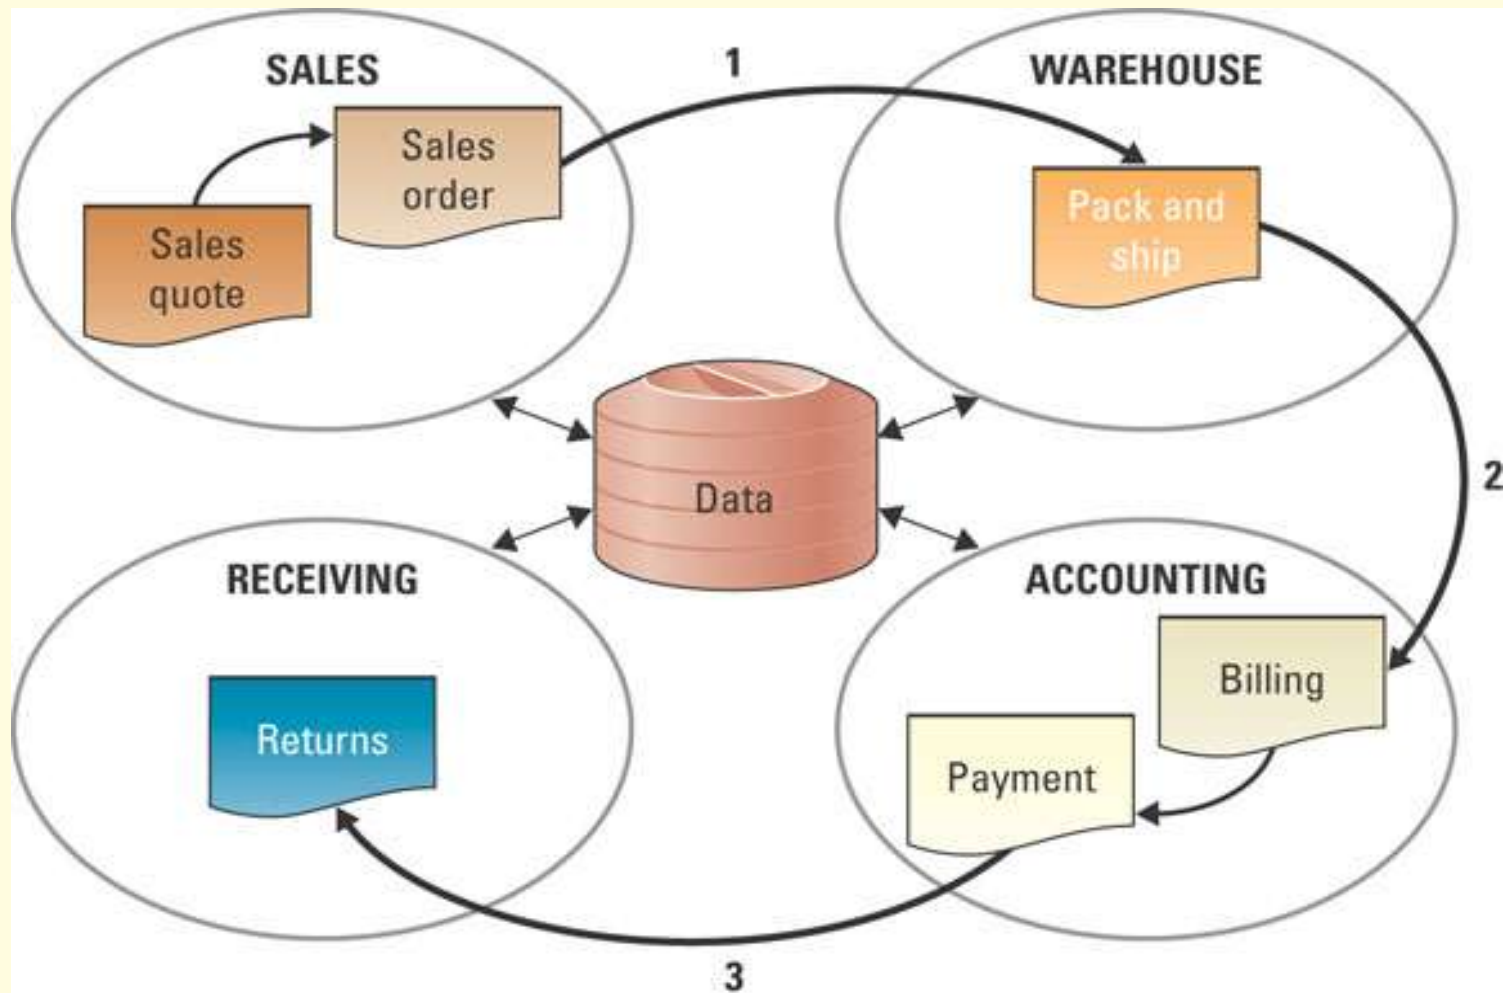 SALES
Sales
order
Sales
quote
1
WAREHOUSE
Pack and
ship
2
Data
RECEIVING
Returns
ACCOUNTING
Billing
Payment
3